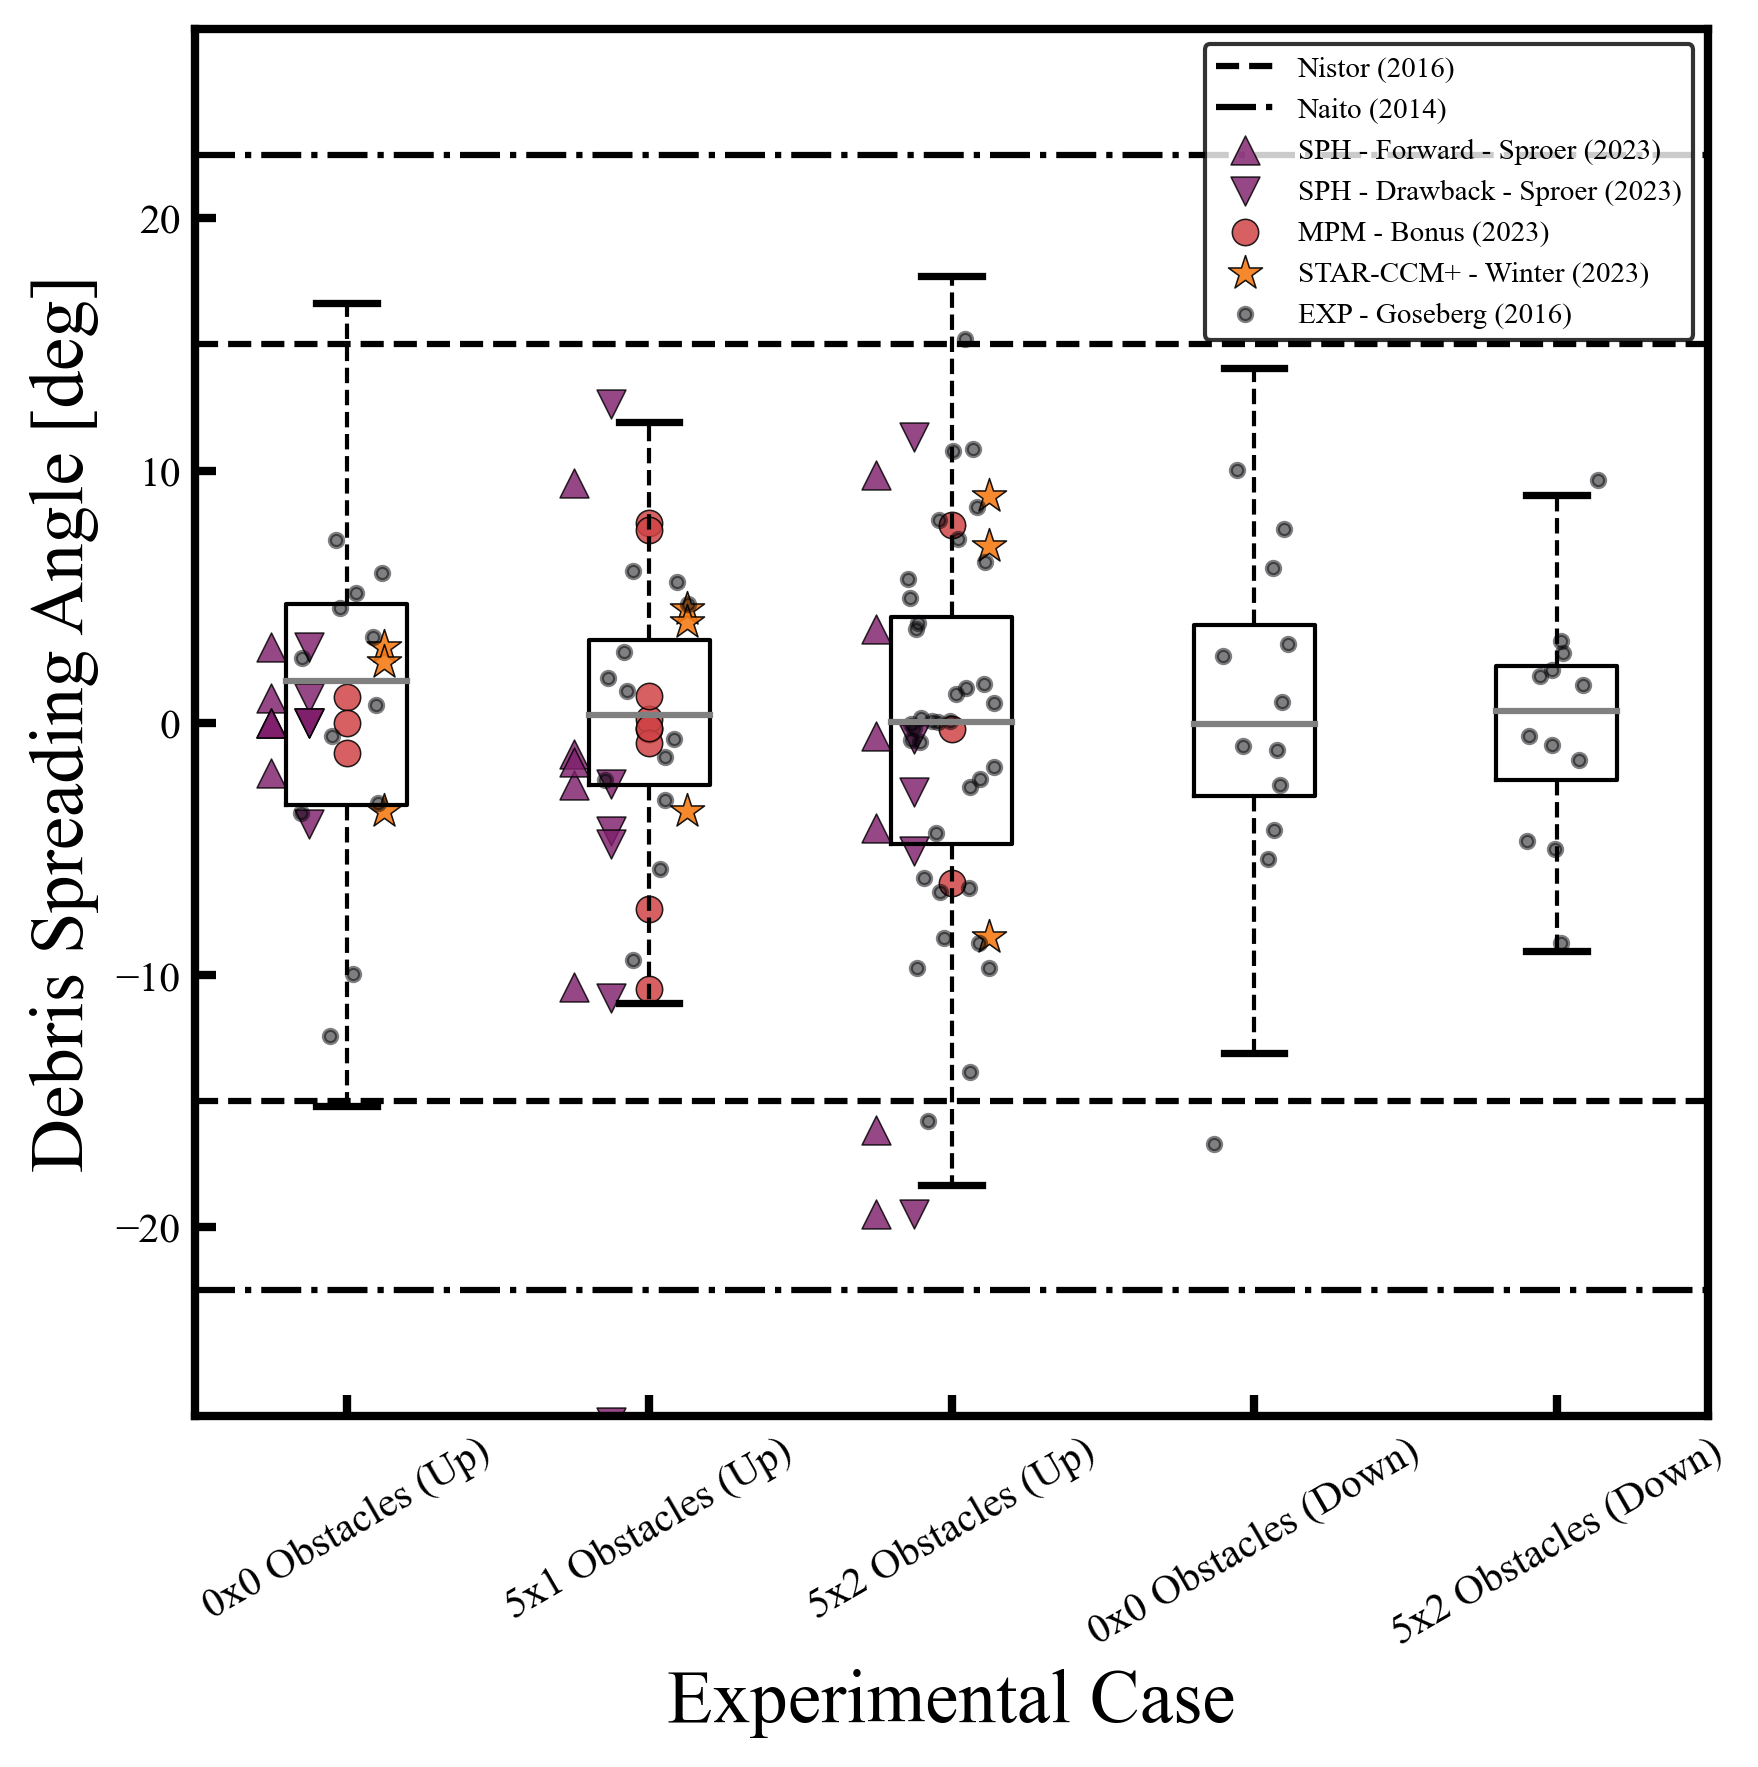 Nistor (2016)
Naito (2014)
SPH - Forward - Sproer (2023)
SPH - Drawback - Sproer (2023)
MPM - Bonus (2023)
STAR-CCM+ - Winter (2023)
EXP - Goseberg (2016)
Debris Spreading Angle [deg]
20
10
0
−10
−20
0x0 Obstacles (Up)
5x1 Obstacles (Up)
5x2 Obstacles (Up)
0x0 Obstacles (Down)
5x2 Obstacles (Down)
Experimental Case